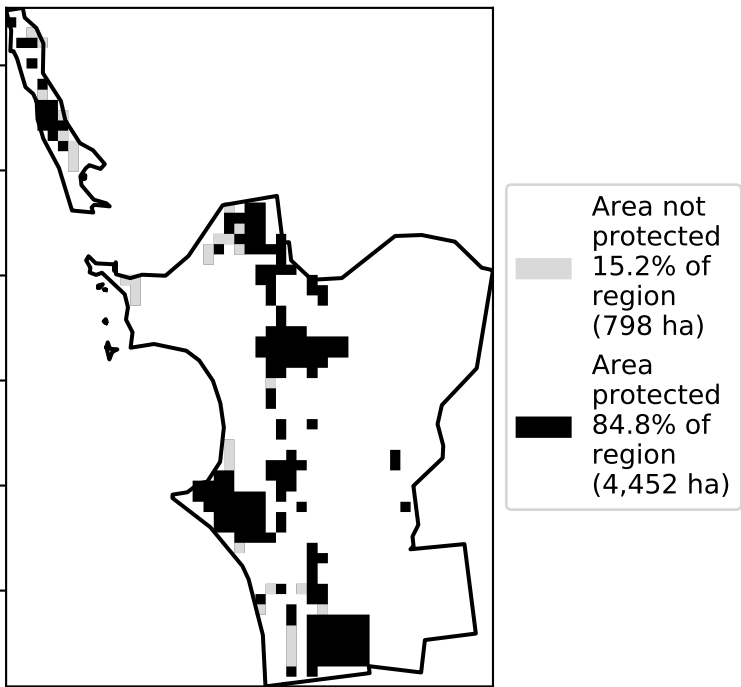 Area not
protected
15.2% of
region
(798 ha)
Area
protected
84.8% of
region
(4,452 ha)